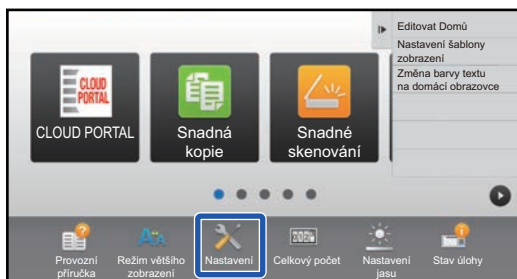 Editovat Domů
Nastavení šablony
zobrazení
Změna barvy textu
na domácí obrazovce
CLOUD
PORTAL
CLOUD PORTAL
Snadná
kopie
Snadné
skenování
Provozní
příručka
Režim většího
zobrazení
Nastavení
Celkový počet
Nastavení
jasu
Stav úlohy